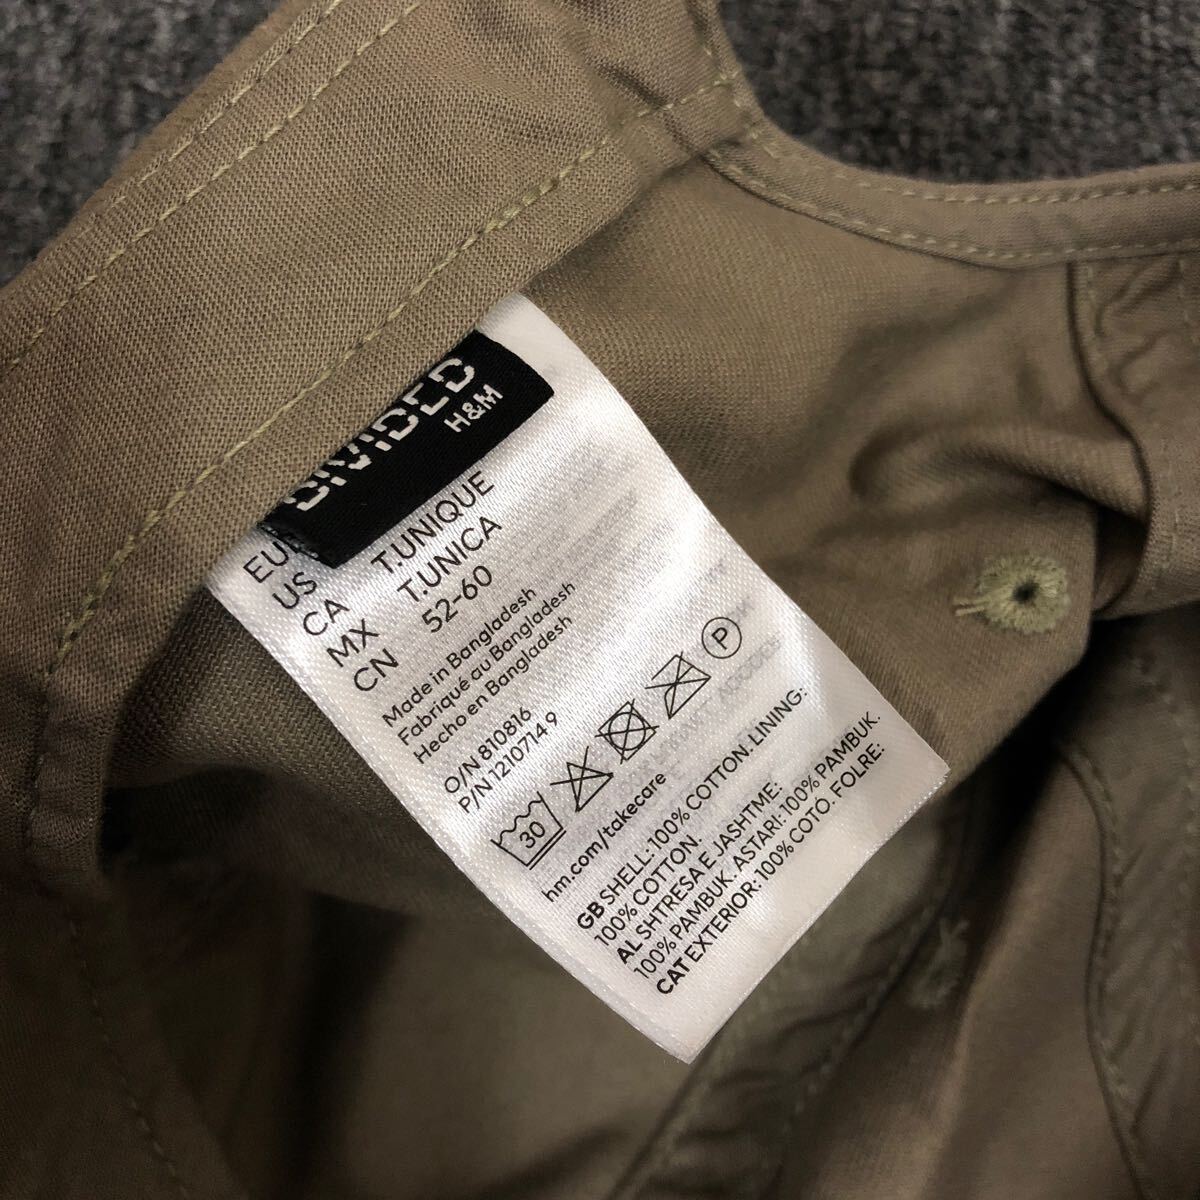 DIVIDED
H&M
EUR
US
CA T.UNIQUE
MX T.UNICA
CN 52-60
Made in Bangladesh
Fabriqué au Bangladesh
Hecho en Bangladesh
O/N 810816
P/N 1210714 9
30 P
hm.com/takecare
GB SHELL: 100% COTTON. LINING:
100% COTTON.
AL SHTRESA E JASHTME:
100% PAMBUK. ASTARI: 100% PAMBUK.
CAT EXTERIOR: 100% COTÓ. FOLRE: